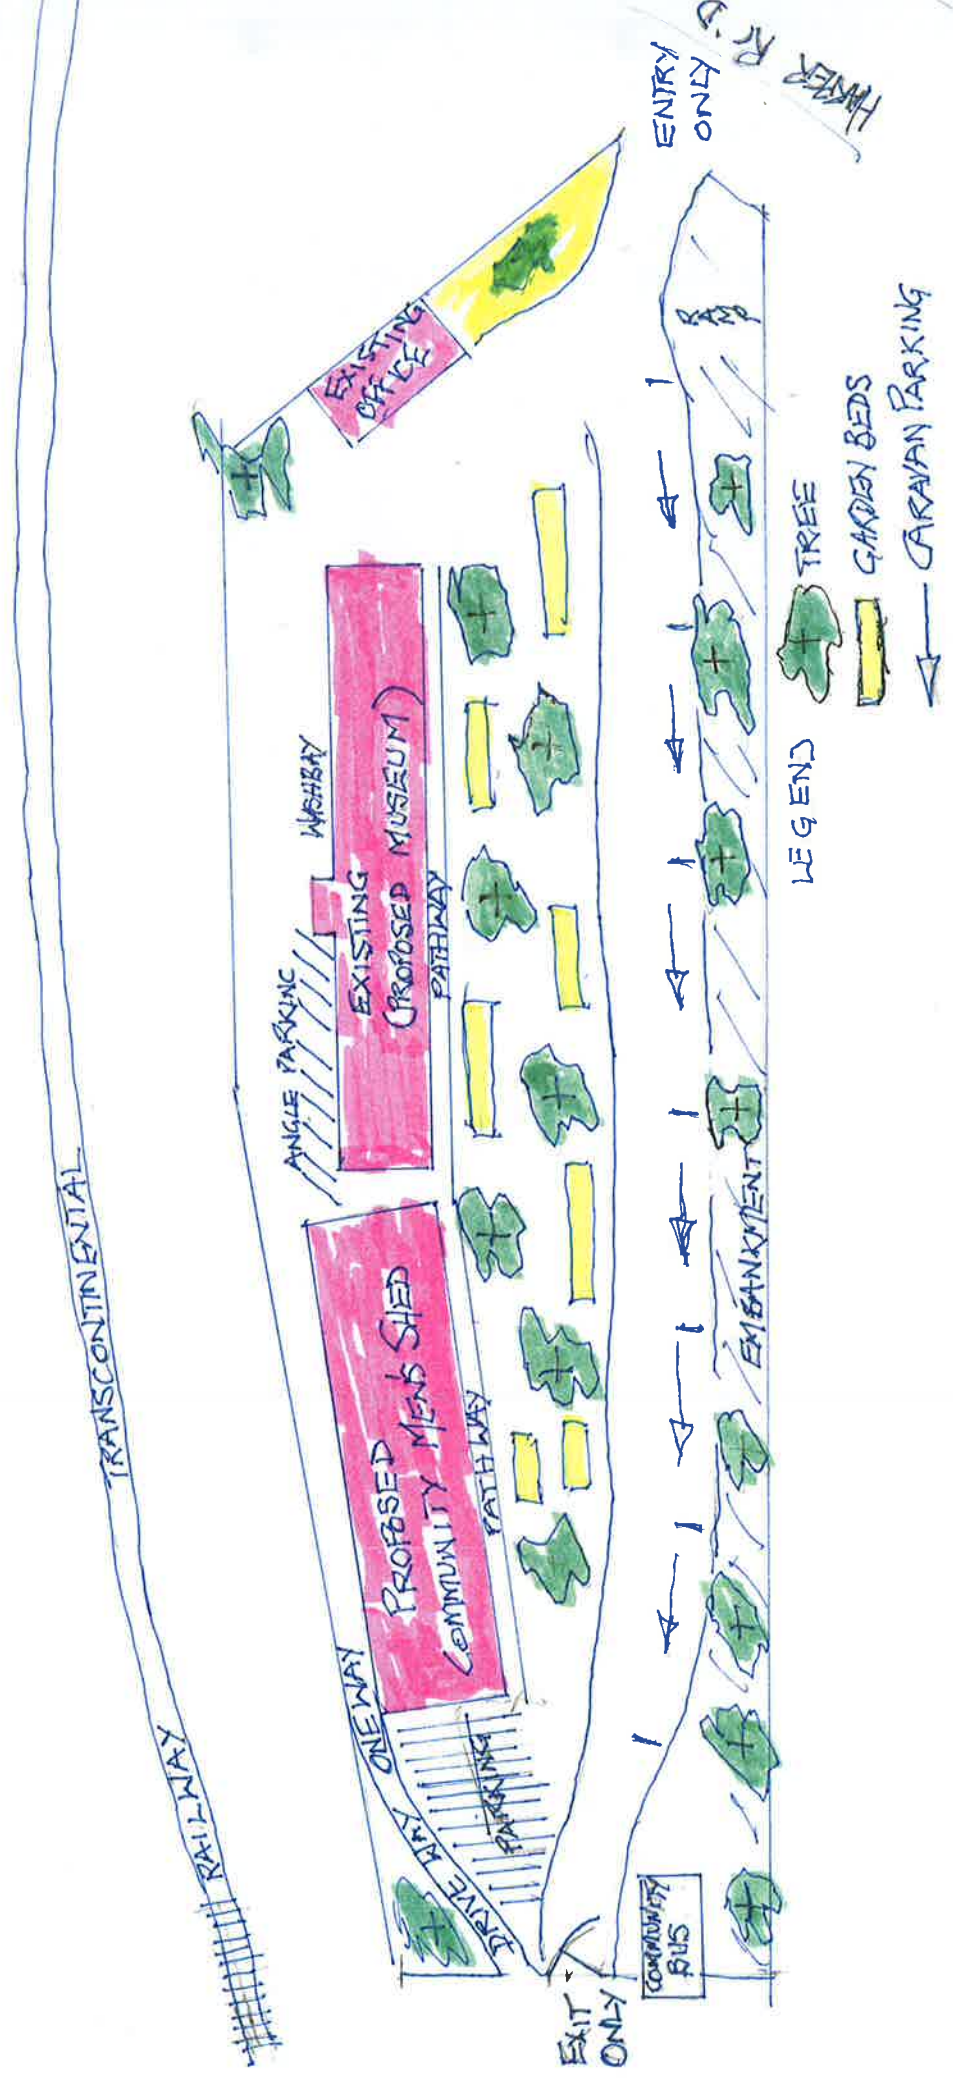 RAILWAY
TRANSCONTINENTAL
EXIT
ONLY
DRIVE WAY
ONE WAY
PARKING
COMMUNITY
BUS
PROPOSED
COMMUNITY MENS SHED
PATHWAY
ANGLE PARKING
WASHBAY
EXISTING
(PROPOSED MUSEUM)
PATHWAY
EMBANKMENT
EXISTING
OFFICE
RAMP
ENTRY
ONLY
LEGEND
TREE
GARDEN BEDS
CARAVAN PARKING